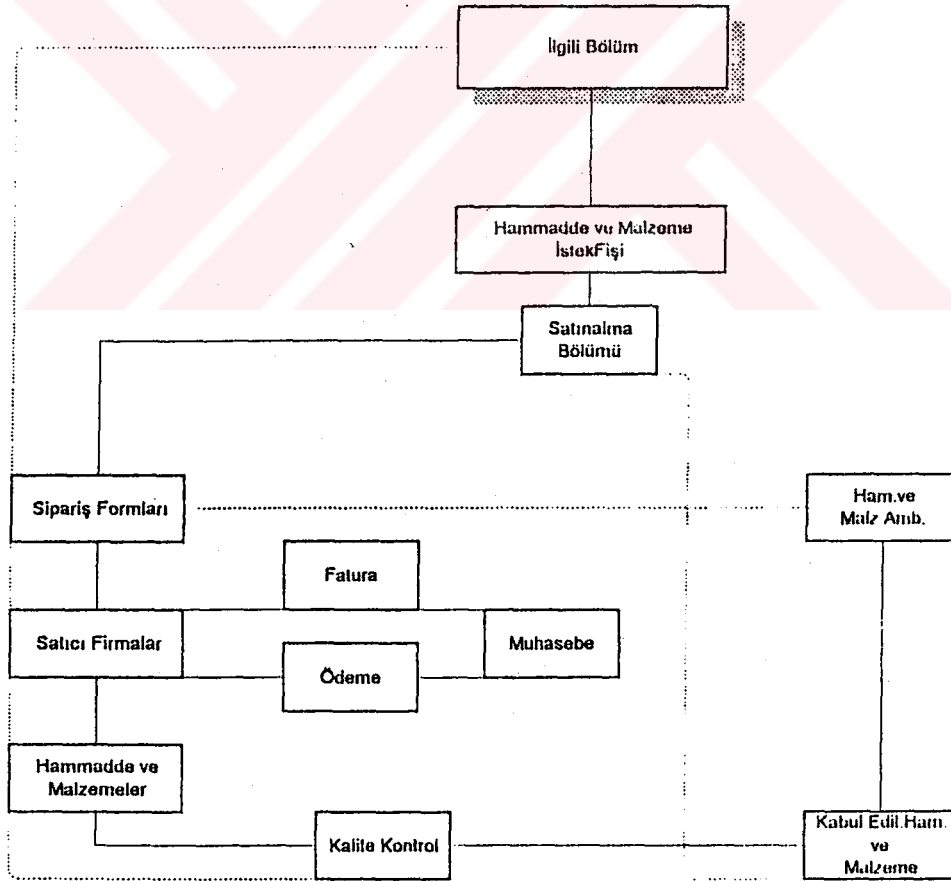 İlgili Bölüm
Hammadde ve Malzeme
İstekFişi
Satınalma
Bölümü
Sipariş Formları
Ham.ve
Malz Amb.
Fatura
Satıcı Firmalar
Muhasebe
Ödeme
Hammadde ve
Malzemeler
Kalite Kontrol
Kabul Edil.Ham.
ve
Malzeme